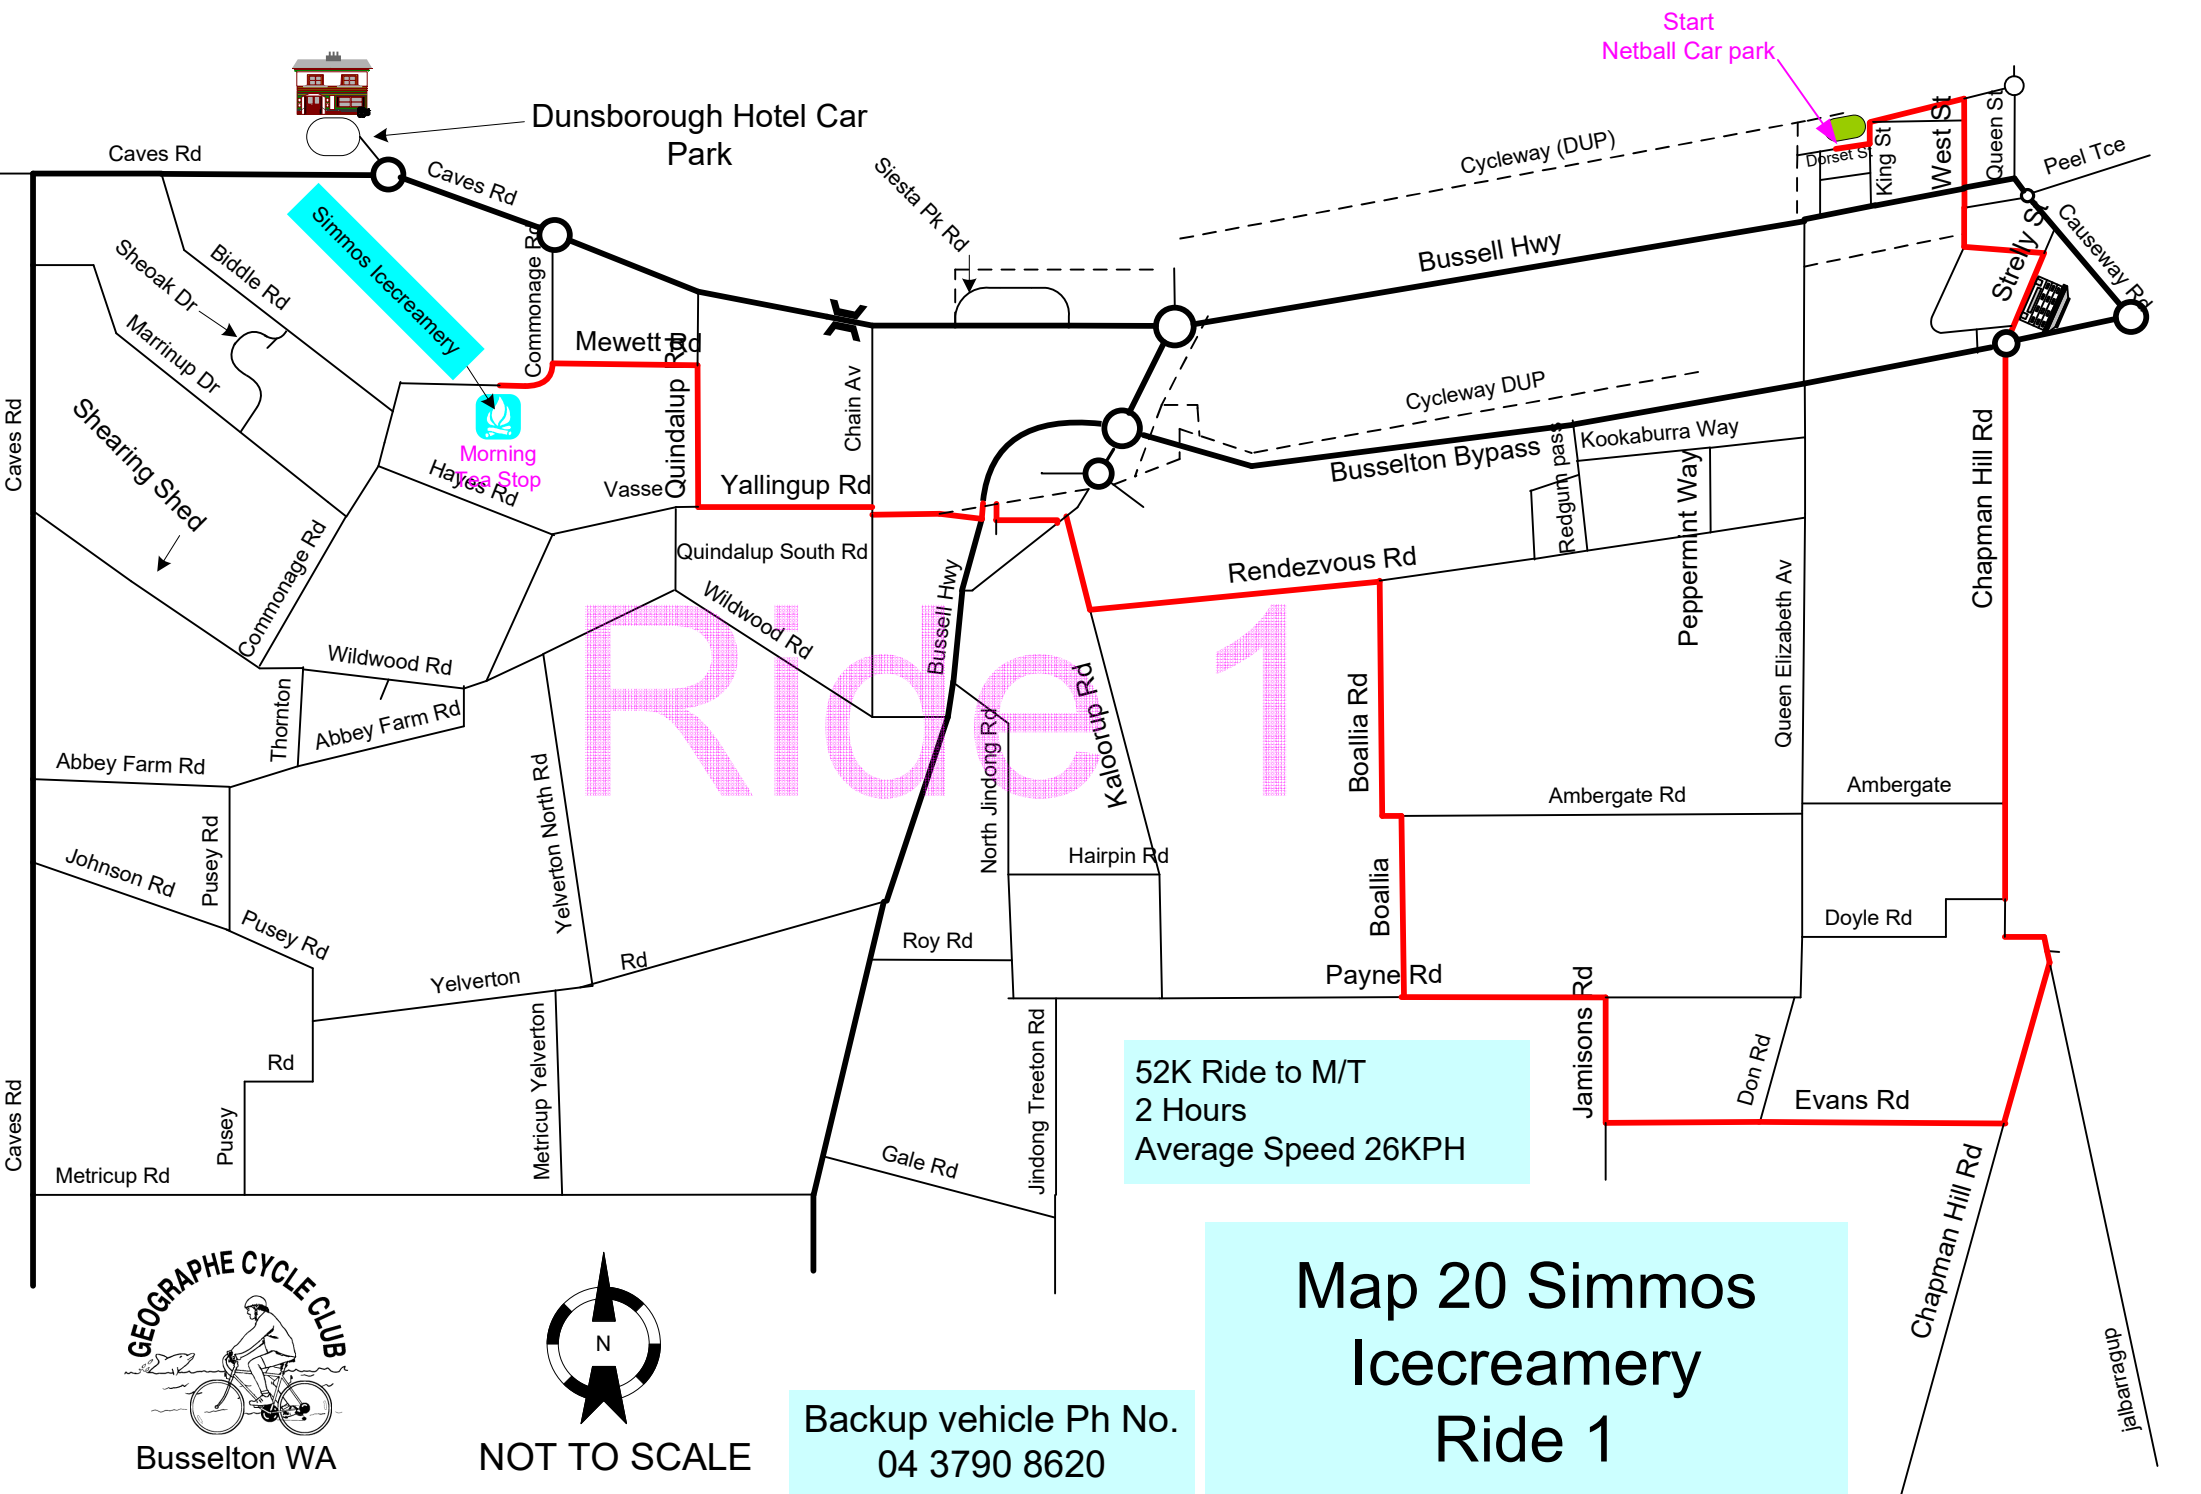 Start
Netball Car park
Dunsborough Hotel Car
Park
Caves Rd
Caves Rd
Siesta Pk Rd
Cycleway (DUP)
Dorset St
King St
West St
Queen St
Peel Tce
Causeway Rd
Strelly St
Bussell Hwy
Simmos Icecreamery
Commonage Rd
Biddle Rd
Sheoak Dr
Marrinup Dr
Shearing Shed
Caves Rd
Mewett Rd
Quindalup Rd
Chain Av
Morning
Tea Stop
Hayes Rd
Vasse
Yallingup Rd
Cycleway DUP
Busselton Bypass
Redgum pass
Kookaburra Way
Peppermint Way
Chapman Hill Rd
Queen Elizabeth Av
Rendezvous Rd
Quindalup South Rd
Wildwood Rd
Bussell Hwy
Commonage Rd
Wildwood Rd
Thornton
Abbey Farm Rd
Abbey Farm Rd
Ride 1
Kaloorup Rd
North Jindong Rd
Boallia Rd
Ambergate Rd
Ambergate
Johnson Rd
Pusey Rd
Pusey Rd
Yelverton North Rd
Hairpin Rd
Boallia
Doyle Rd
Roy Rd
Yelverton
Rd
Payne Rd
Jamisons Rd
Don Rd
Evans Rd
Rd
Pusey
Metricup Yelverton
Jindong Treeton Rd
Caves Rd
Metricup Rd
Gale Rd
52K Ride to M/T
2 Hours
Average Speed 26KPH
Chapman Hill Rd
jalbarragup
GEOGRAPHE CYCLE CLUB
Busselton WA
N
NOT TO SCALE
Backup vehicle Ph No.
04 3790 8620
Map 20 Simmos
Icecreamery
Ride 1